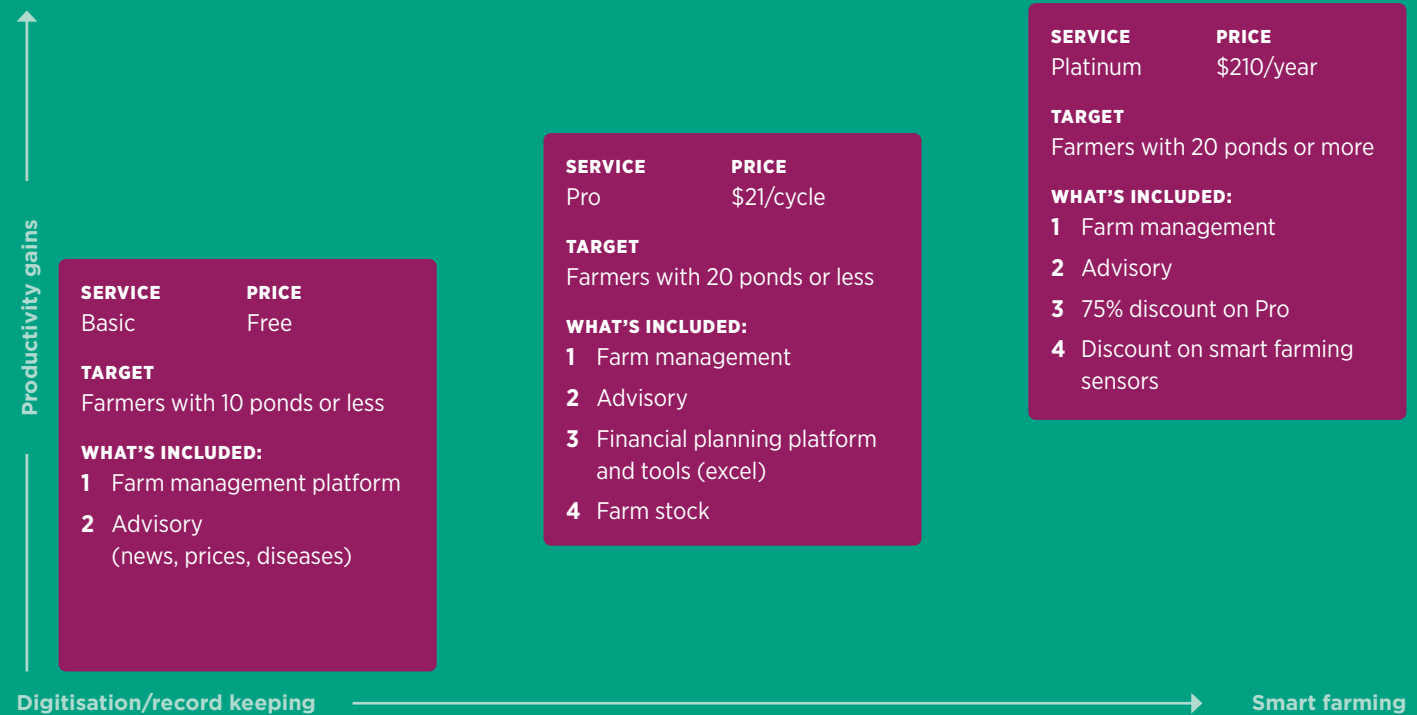 Productivity gains
SERVICE PRICE
Basic Free
TARGET
Farmers with 10 ponds or less
WHAT'S INCLUDED:
1 Farm management platform
2 Advisory
(news, prices, diseases)
SERVICE PRICE
Pro $21/cycle
TARGET
Farmers with 20 ponds or less
WHAT'S INCLUDED:
1 Farm management
2 Advisory
3 Financial planning platform
and tools (excel)
4 Farm stock
SERVICE PRICE
Platinum $210/year
TARGET
Farmers with 20 ponds or more
WHAT'S INCLUDED:
1 Farm management
2 Advisory
3 75% discount on Pro
4 Discount on smart farming
sensors
Digitisation/record keeping
Smart farming